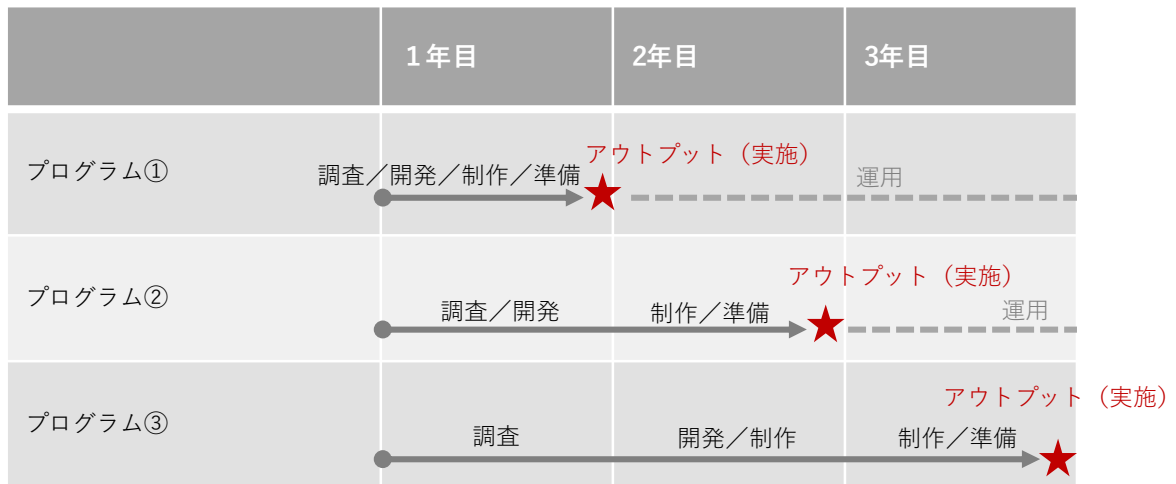 1年目
2年目
3年目
プログラム①
調査／開発／制作／準備
アウトプット（実施）
運用
プログラム②
調査／開発
制作／準備
アウトプット（実施）
運用
プログラム③
調査
開発／制作
制作／準備
アウトプット（実施）